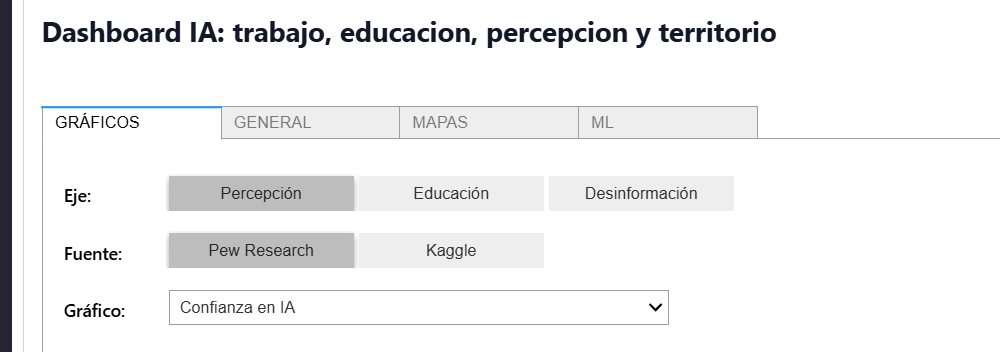 Dashboard IA: trabajo, educacion, percepcion y territorio
GRÁFICOS GENERAL MAPAS ML
Eje: Percepción Educación Desinformación
Fuente: Pew Research Kaggle
Gráfico: Confianza en IA